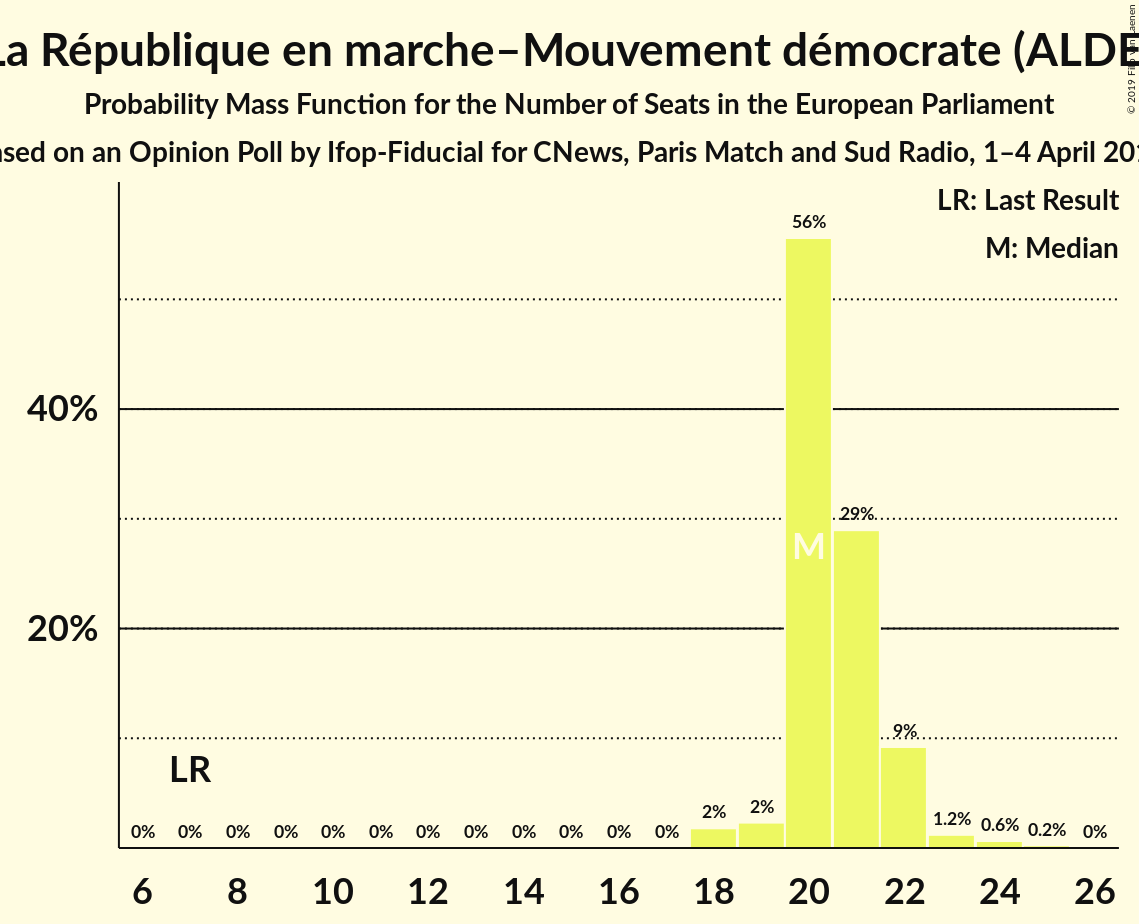 La République en marche–Mouvement démocrate (ALDE
Probability Mass Function for the Number of Seats in the European Parliament
on an Opinion Poll by Ifop-Fiducial for CNews, Paris Match and Sud Radio, 1–4 April
© 2019
LR: Last Result
M: Median
56%
40%
29%
M
20%
9%
LR
0% 0% 0% 0% 0% 0% 0% 0% 0% 0% 0% 0% 2% 2% 1.2% 0.6% 0.2% 0%
6 8 10 12 14 16 18 20 22 24 26